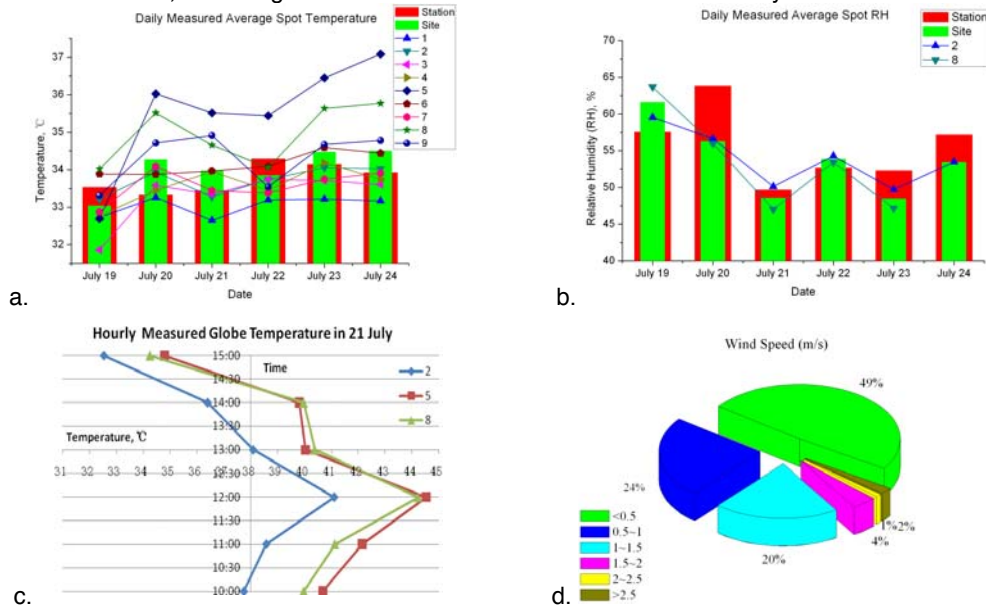 Daily Measured Average Spot Temperature
Station
Site
1
2
3
4
5
6
7
8
9
37
36
35
34
33
32
Temperature, ℃
July 19
July 20
July 21
July 22
July 23
July 24
Date
a.
Daily Measured Average Spot RH
Station
Site
2
8
70
65
60
55
50
45
40
Relative Humidity (RH), %
July 19
July 20
July 21
July 22
July 23
July 24
Date
b.
Hourly Measured Globe Temperature in 21 July
15:00
Time
2
5
8
14:30
14:00
13:30
Temperature, ℃
13:00
31 32 33 34 35 36 37 38 39 40 41 42 43 44 45
12:30
12:00
11:30
11:00
10:30
10:00
c.
Wind Speed (m/s)
49%
24%
20%
4%
1%
2%
<0.5
0.5~1
1~1.5
1.5~2
2~2.5
>2.5
d.